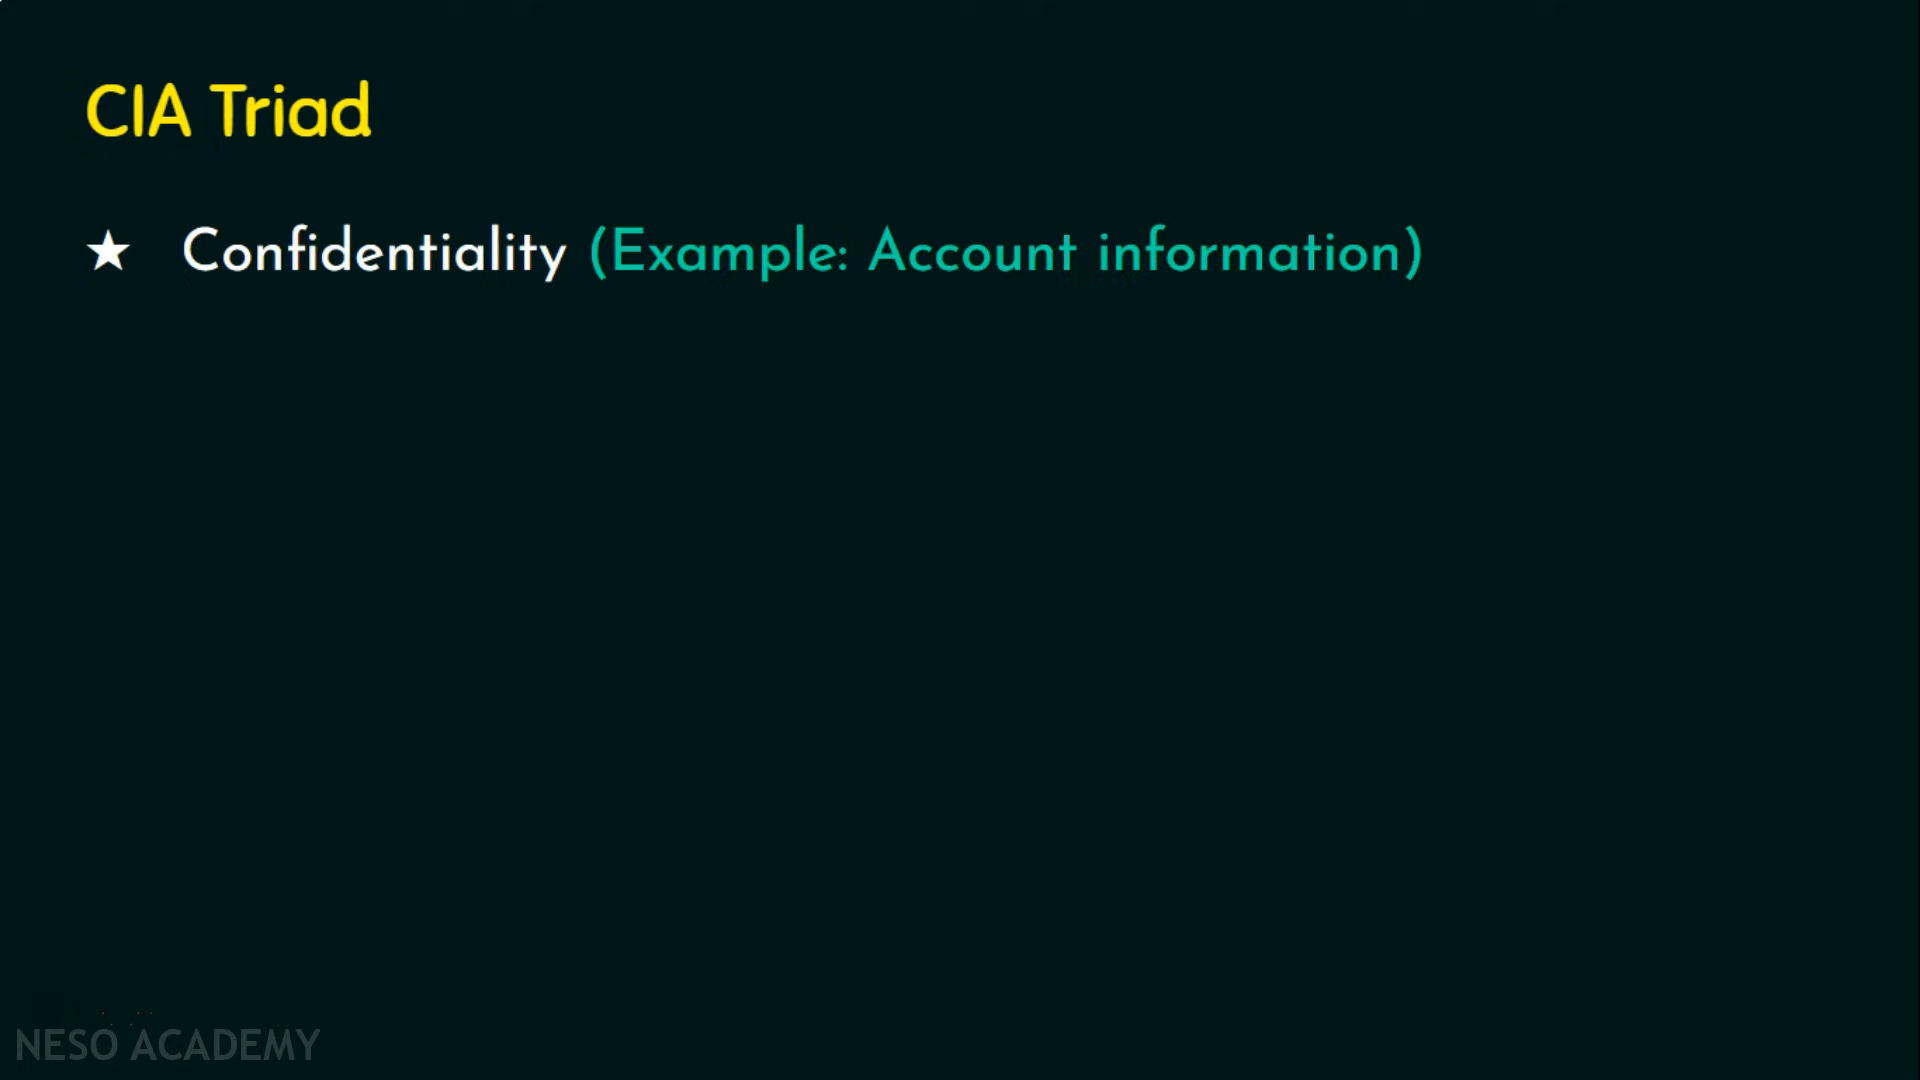 CIA Triad
★ Confidentiality (Example: Account information)
NESO ACADEMY